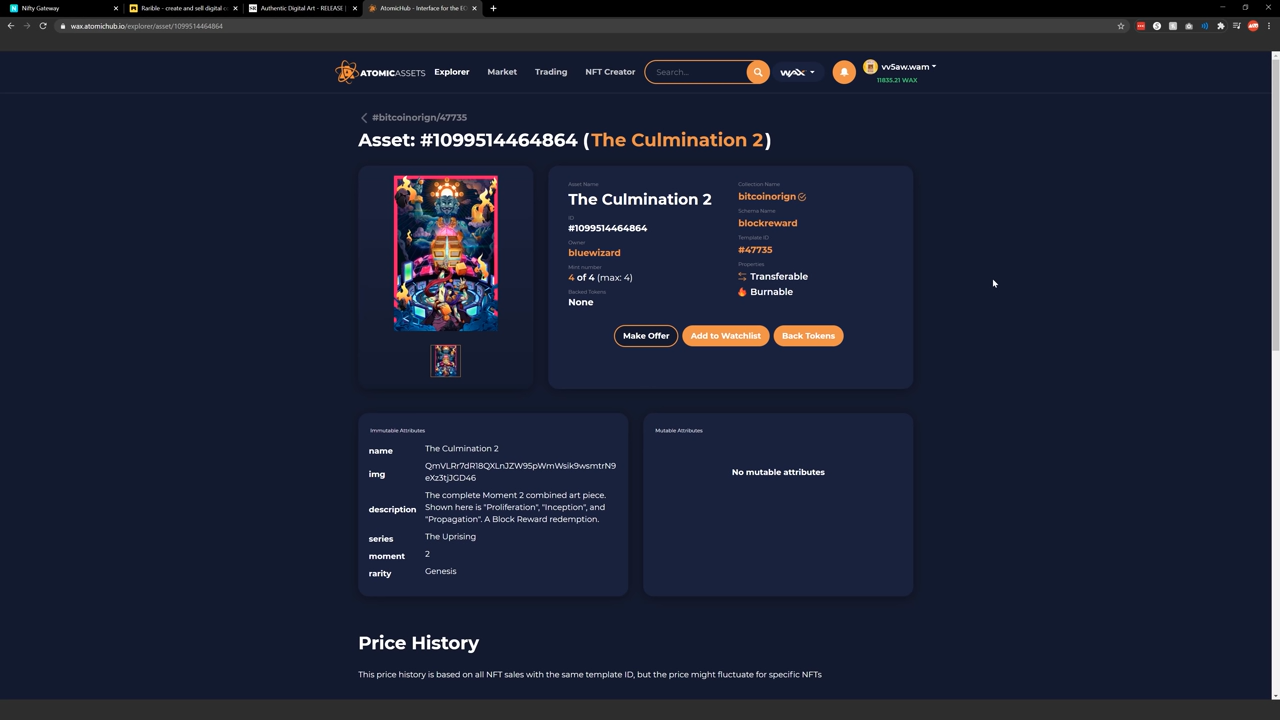 Nifty Gateway
Rarible - create and sell digital c
Authentic Digital Art - RELEASE |
AtomicHub - Interface for the EC
wax.atomichub.io/explorer/asset/1099514464864
ATOMICASSETS
Explorer
Market
Trading
NFT Creator
Search...
WAX
vv5aw.wam
11835.21 WAX
#bitcoinorign/47735
Asset: #1099514464864 (The Culmination 2)
Asset Name
The Culmination 2
ID
#1099514464864
Owner
bluewizard
Mint number
4 of 4 (max: 4)
Backed Tokens
None
Collection Name
bitcoinorign
Schema Name
blockreward
Template ID
#47735
Properties
Transferable
Burnable
Make Offer
Add to Watchlist
Back Tokens
Immutable Attributes
name
The Culmination 2
img
QmVLRr7dR18QXLnJZW95pWmWsik9wsmtrN9
eXz3tjJGD46
description
The complete Moment 2 combined art piece.
Shown here is "Proliferation", "Inception", and
"Propagation". A Block Reward redemption.
series
The Uprising
moment
2
rarity
Genesis
Mutable Attributes
No mutable attributes
Price History
This price history is based on all NFT sales with the same template ID, but the price might fluctuate for specific NFTs